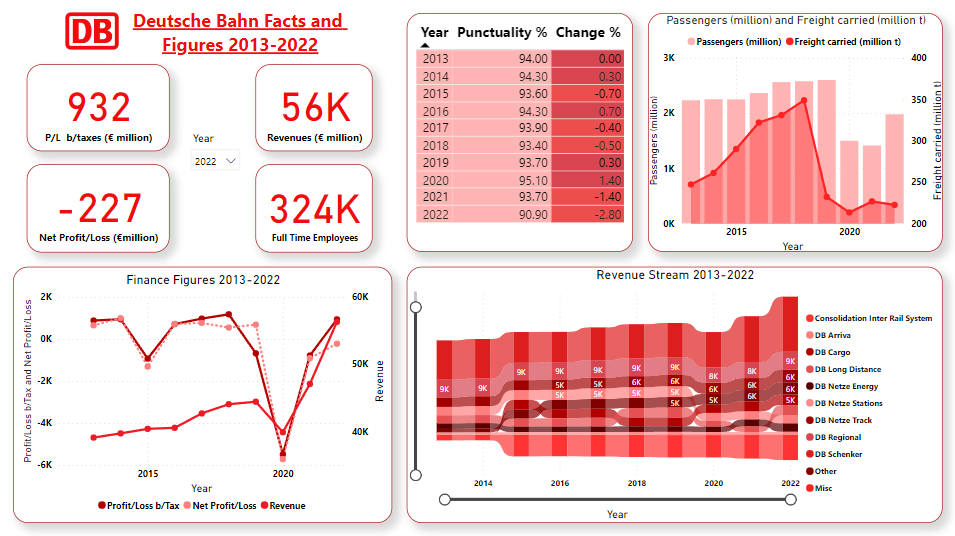 DB
Deutsche Bahn Facts and
Figures 2013-2022
932
P/L b/taxes (€ million)
56K
Revenues (€ million)
Year
2022
-227
Net Profit/Loss (€million)
324K
Full Time Employees
Year Punctuality % Change %
2013 94.00 0.00
2014 94.30 0.30
2015 93.60 -0.70
2016 94.30 0.70
2017 93.90 -0.40
2018 93.40 -0.50
2019 93.70 0.30
2020 95.10 1.40
2021 93.70 -1.40
2022 90.90 -2.80
Passengers (million) and Freight carried (million t)
Passengers (million) Freight carried (million t)
3K 400
2K 350
300
1K 250
0K 200
Passengers (million)
Freight carried (million t)
2015 2020
Year
Finance Figures 2013-2022
2K 60K
0K
-2K 50K
-4K 40K
-6K
Profit/Loss b/Tax and Net Profit/Loss
Revenue
2015 2020
Year
Profit/Loss b/Tax Net Profit/Loss Revenue
Revenue Stream 2013-2022
9K 9K 9K 9K 9K 9K 9K 8K 8K 9K
5K 5K 6K 6K 6K 6K 6K
5K 5K 5K 5K 5K 6K 6K
5K
2014 2016 2018 2020 2022
Year
Consolidation Inter Rail System
DB Arriva
DB Cargo
DB Long Distance
DB Netze Energy
DB Netze Stations
DB Netze Track
DB Regional
DB Schenker
Other
Misc